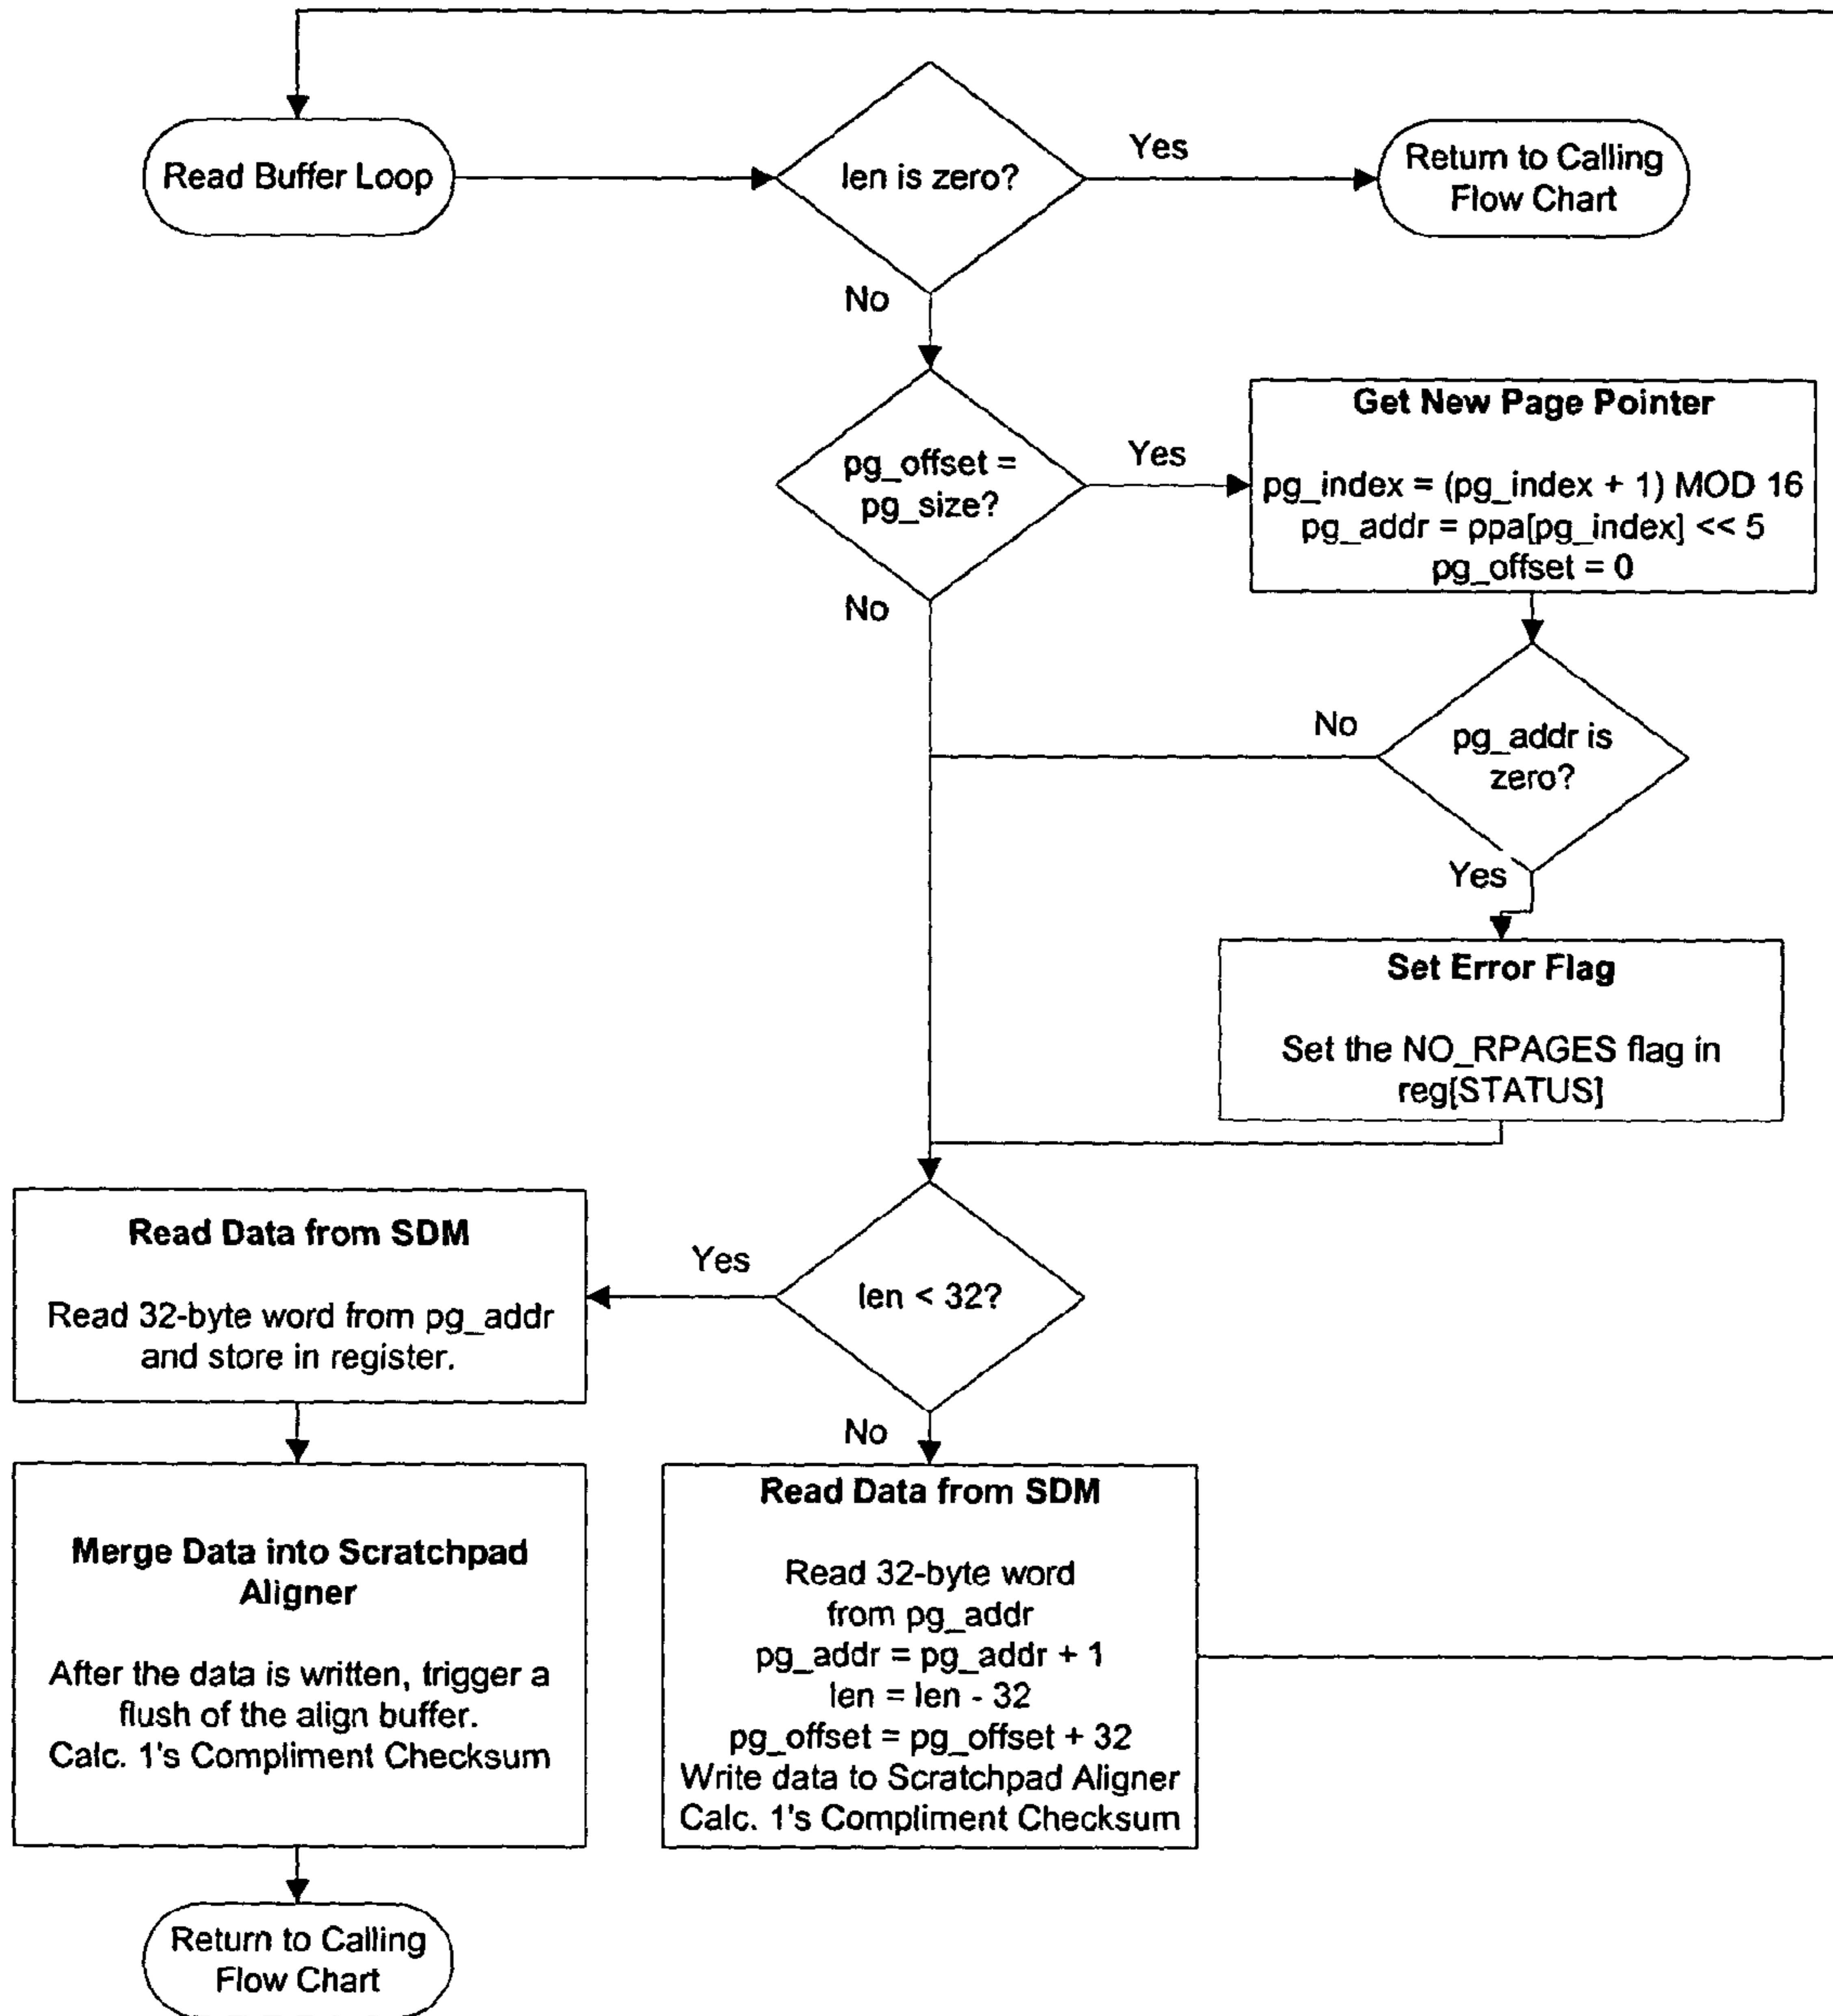 Read Buffer Loop
len is zero?
Yes
Return to Calling
Flow Chart
No
pg_offset =
pg_size?
Yes
Get New Page Pointer
pg_index = (pg_index + 1) MOD 16
pg_addr = ppa[pg_index] << 5
pg_offset = 0
No
No
pg_addr is
zero?
Yes
Set Error Flag
Set the NO_RPAGES flag in
reg[STATUS]
Read Data from SDM
Read 32-byte word from pg_addr
and store in register.
Yes
len < 32?
No
Merge Data into Scratchpad
Aligner
After the data is written, trigger a
flush of the align buffer.
Calc. 1's Compliment Checksum
Read Data from SDM
Read 32-byte word
from pg_addr
pg_addr = pg_addr + 1
len = len - 32
pg_offset = pg_offset + 32
Write data to Scratchpad Aligner
Calc. 1's Compliment Checksum
Return to Calling
Flow Chart